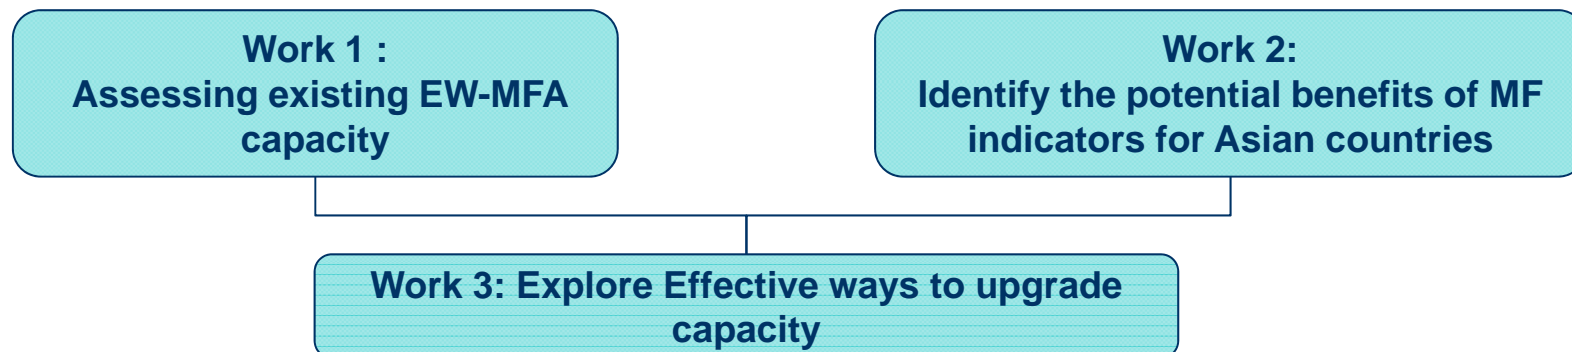 Work 1 :
Assessing existing EW-MFA
capacity
Work 2:
Identify the potential benefits of MF
indicators for Asian countries
Work 3: Explore Effective ways to upgrade
capacity